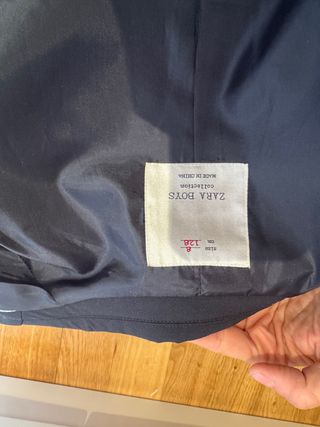 size 8
cm 128
ZARA BOYS
collection
MADE IN CHINA